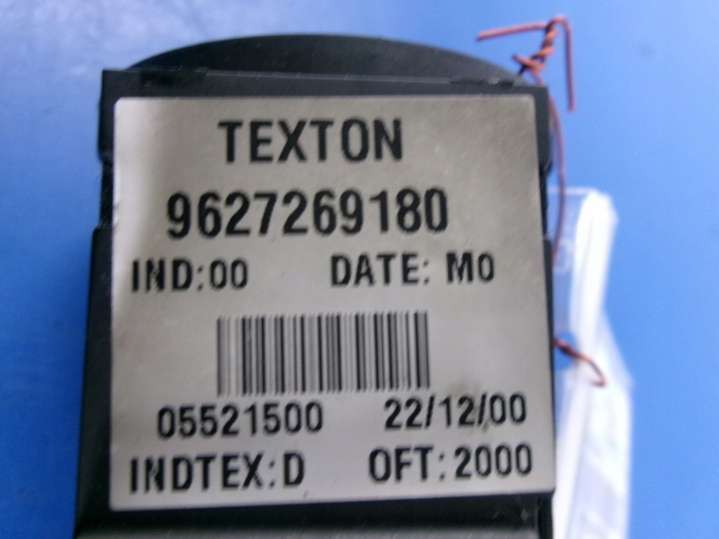 TEXTON
9627269180
IND:00 DATE: M0
05521500 22/12/00
INDTEX:D OFT:2000